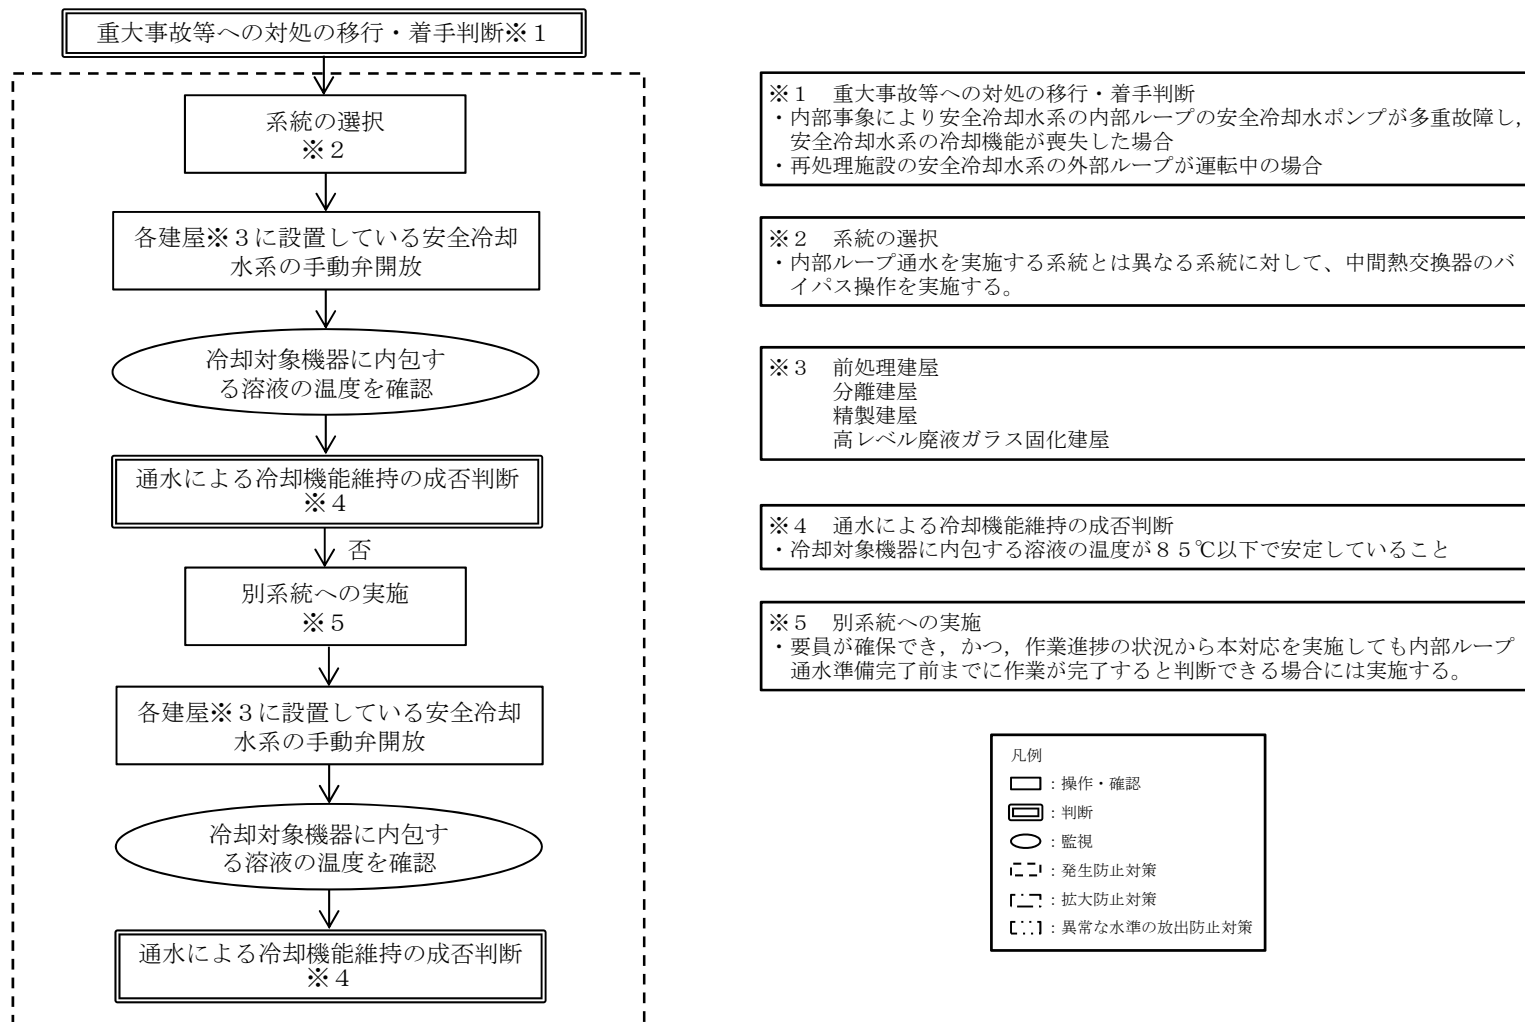 重大事故等への対処の移行・着手判断※１
系統の選択
※２
各建屋※３に設置している安全冷却
水系の手動弁開放
冷却対象機器に内包す
る溶液の温度を確認
通水による冷却機能維持の成否判断
※４
否
別系統への実施
※５
各建屋※３に設置している安全冷却
水系の手動弁開放
冷却対象機器に内包す
る溶液の温度を確認
通水による冷却機能維持の成否判断
※４
※１　重大事故等への対処の移行・着手判断
・内部事象により安全冷却水系の内部ループの安全冷却水ポンプが多重故障し，
安全冷却水系の冷却機能が喪失した場合
・再処理施設の安全冷却水系の外部ループが運転中の場合
※２　系統の選択
・内部ループ通水を実施する系統とは異なる系統に対して、中間熱交換器のバ
イパス操作を実施する。
※３　前処理建屋
分離建屋
精製建屋
高レベル廃液ガラス固化建屋
※４　通水による冷却機能維持の成否判断
・冷却対象機器に内包する溶液の温度が８５℃以下で安定していること
※５　別系統への実施
・要員が確保でき，かつ，作業進捗の状況から本対応を実施しても内部ループ
通水準備完了前までに作業が完了すると判断できる場合には実施する。
凡例
：操作・確認
：判断
：監視
：発生防止対策
：拡大防止対策
：異常な水準の放出防止対策